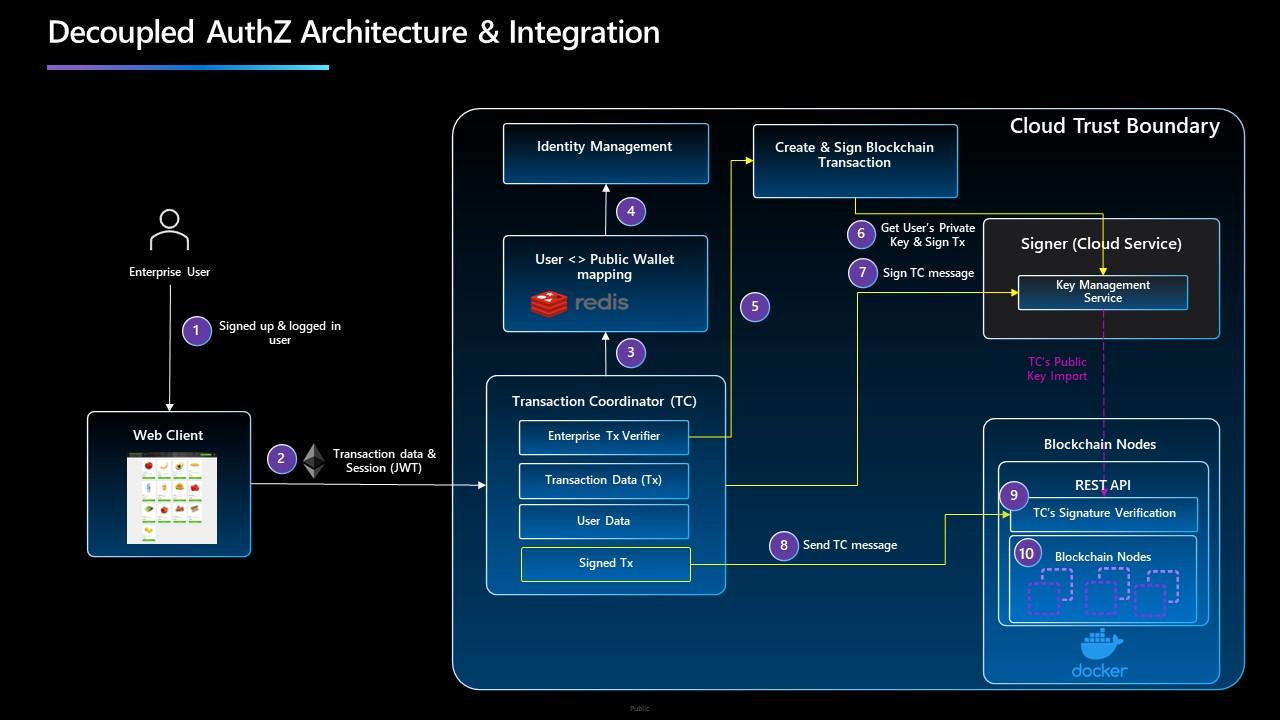 Decoupled AuthZ Architecture & Integration
Cloud Trust Boundary
Identity Management
Create & Sign Blockchain
Transaction
4
6
Get User's Private
Key & Sign Tx
Signer (Cloud Service)
User <> Public Wallet
mapping
redis
7
Sign TC message
Key Management
Service
Enterprise User
5
1
Signed up & logged in
user
3
TC's Public
Key Import
Transaction Coordinator (TC)
Enterprise Tx Verifier
Transaction Data (Tx)
User Data
Signed Tx
Web Client
2
Transaction data &
Session (JWT)
8
Send TC message
Blockchain Nodes
REST API
9
TC's Signature Verification
10
Blockchain Nodes
docker
Public